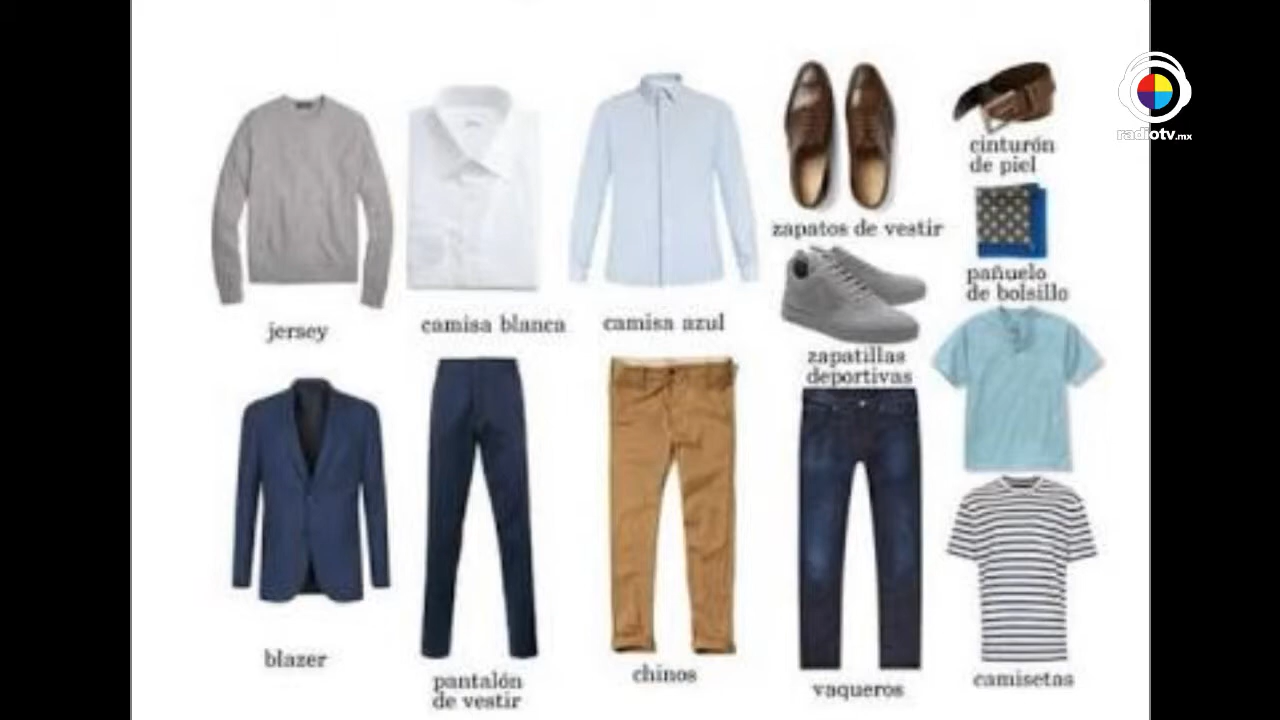 radiotv.mx
cinturón
de piel
zapatos de vestir
pañuelo
de bolsillo
jersey
camisa blanca
camisa azul
zapatillas
deportivas
blazer
pantalón
de vestir
chinos
vaqueros
camisetas